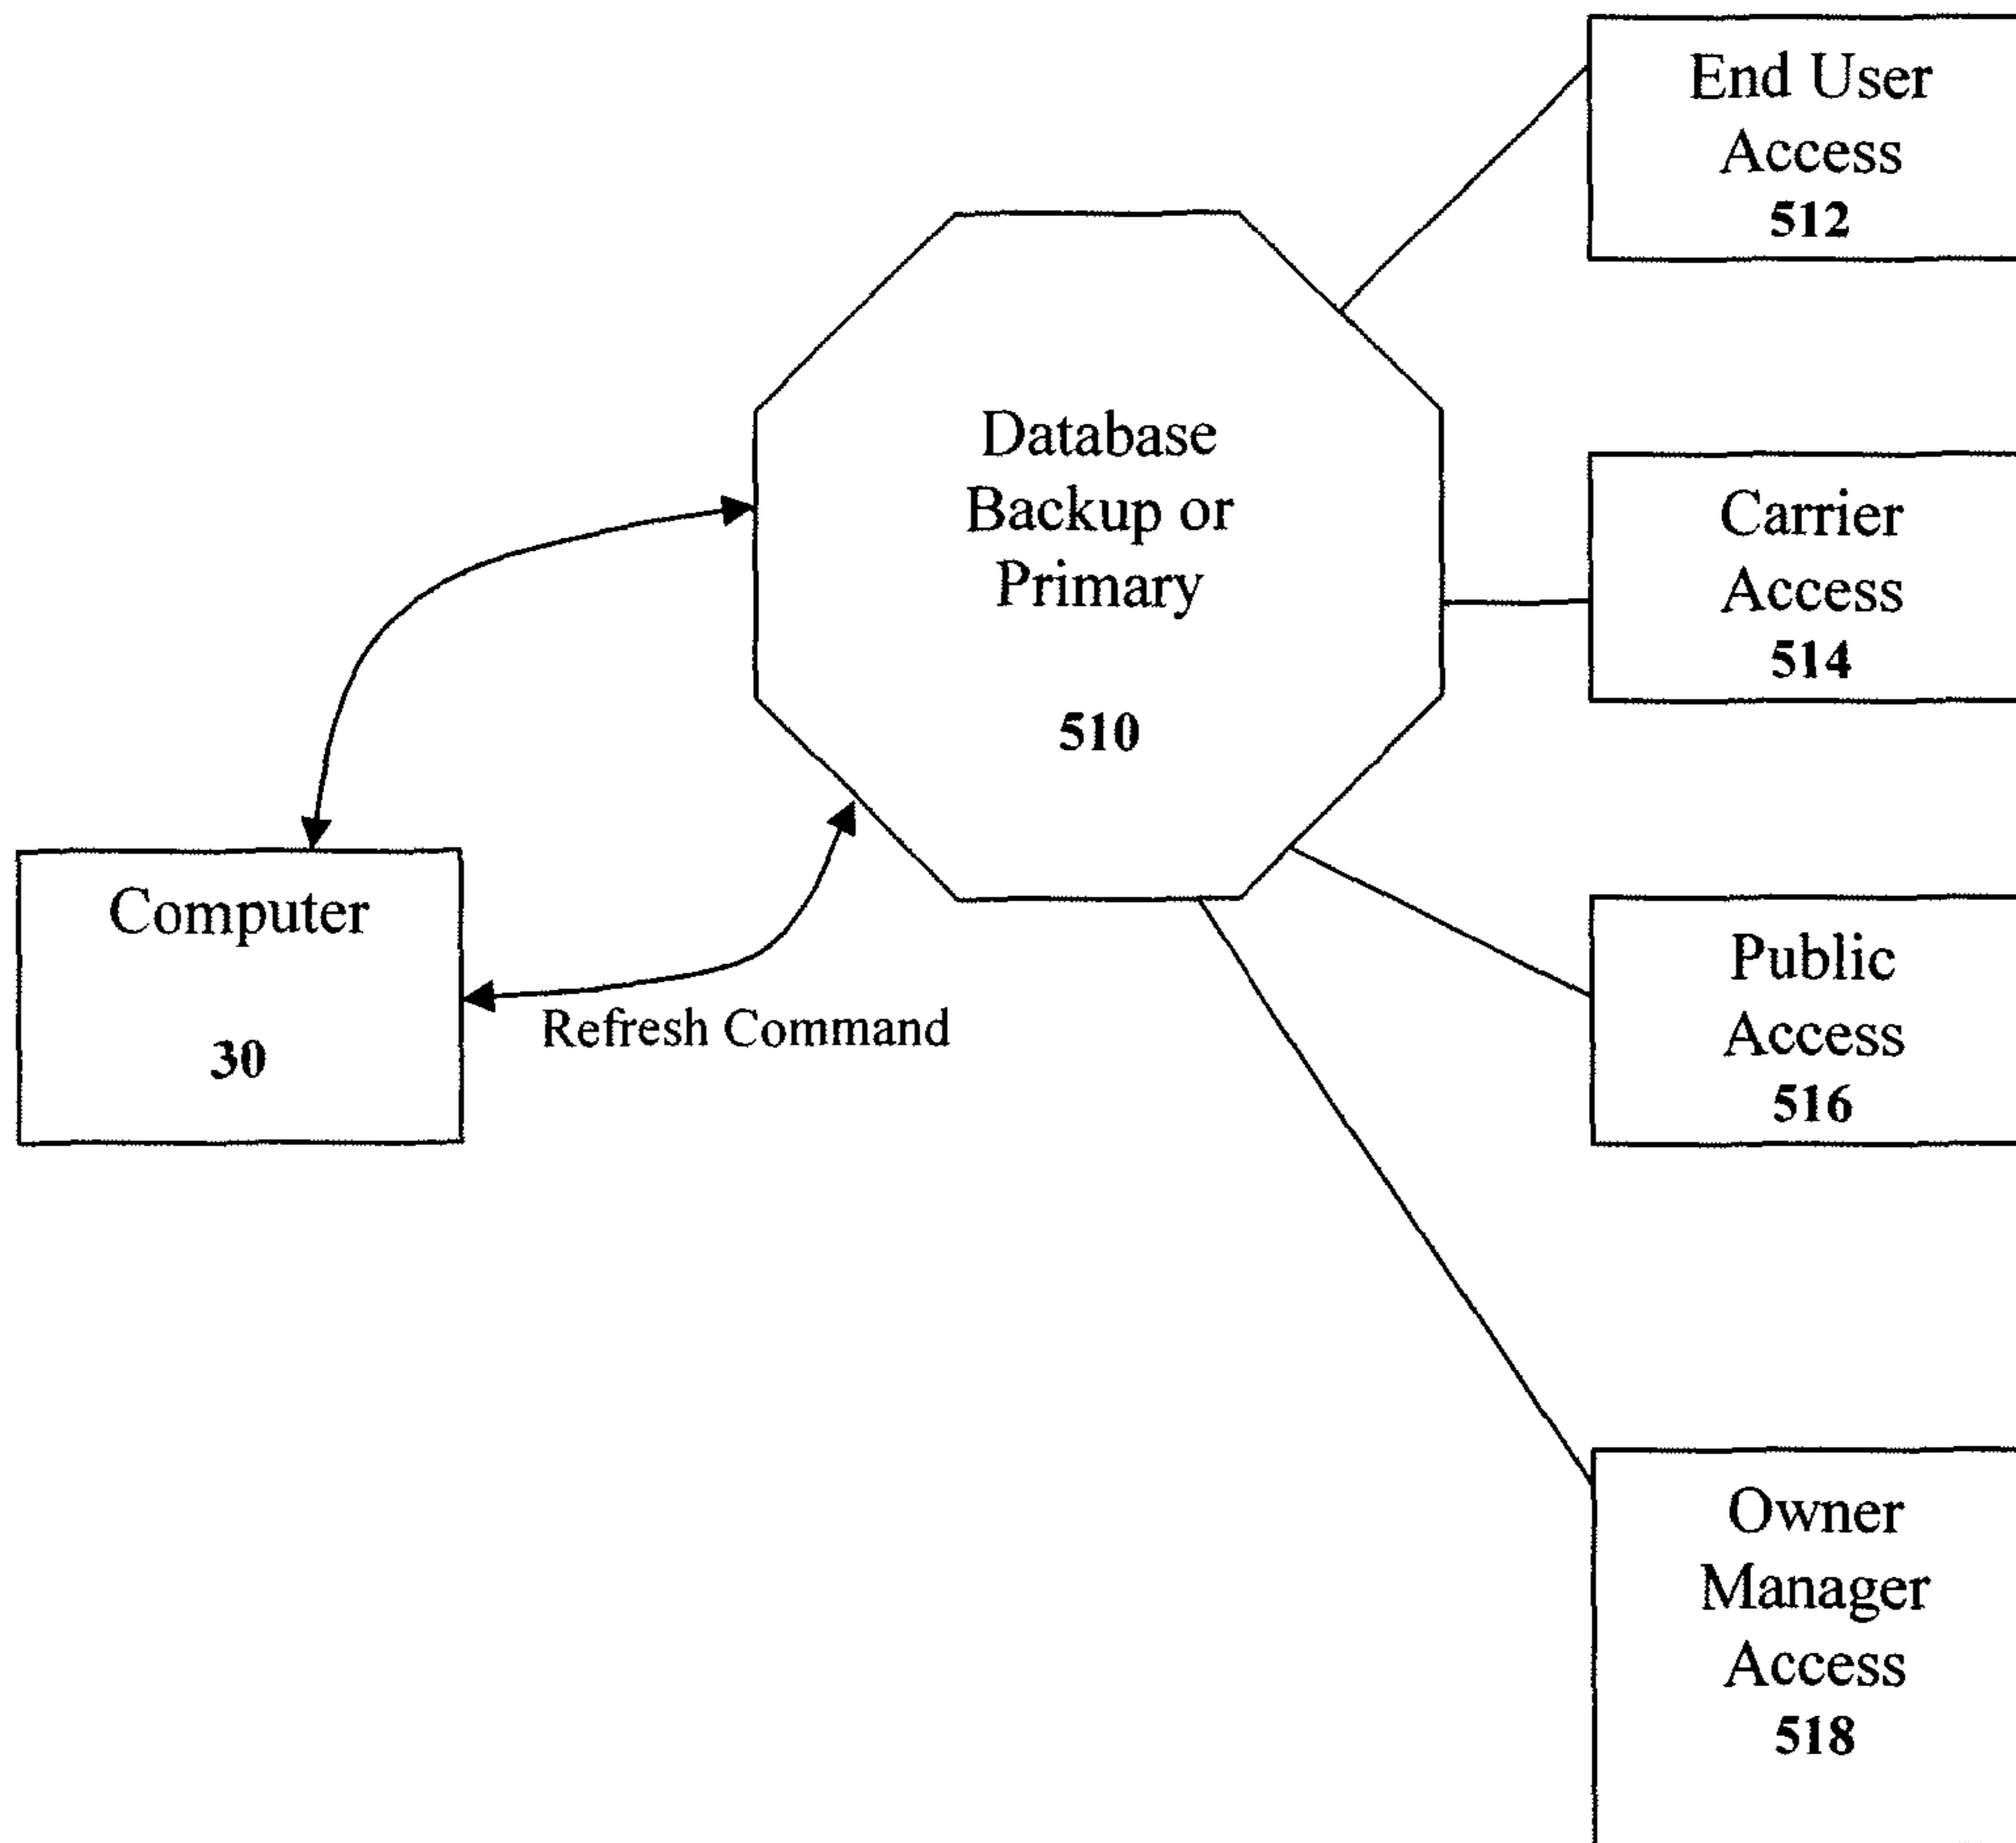 End User
Access
512
Database
Backup or
Primary
510
Carrier
Access
514
Computer
30
Refresh Command
Public
Access
516
Owner
Manager
Access
518